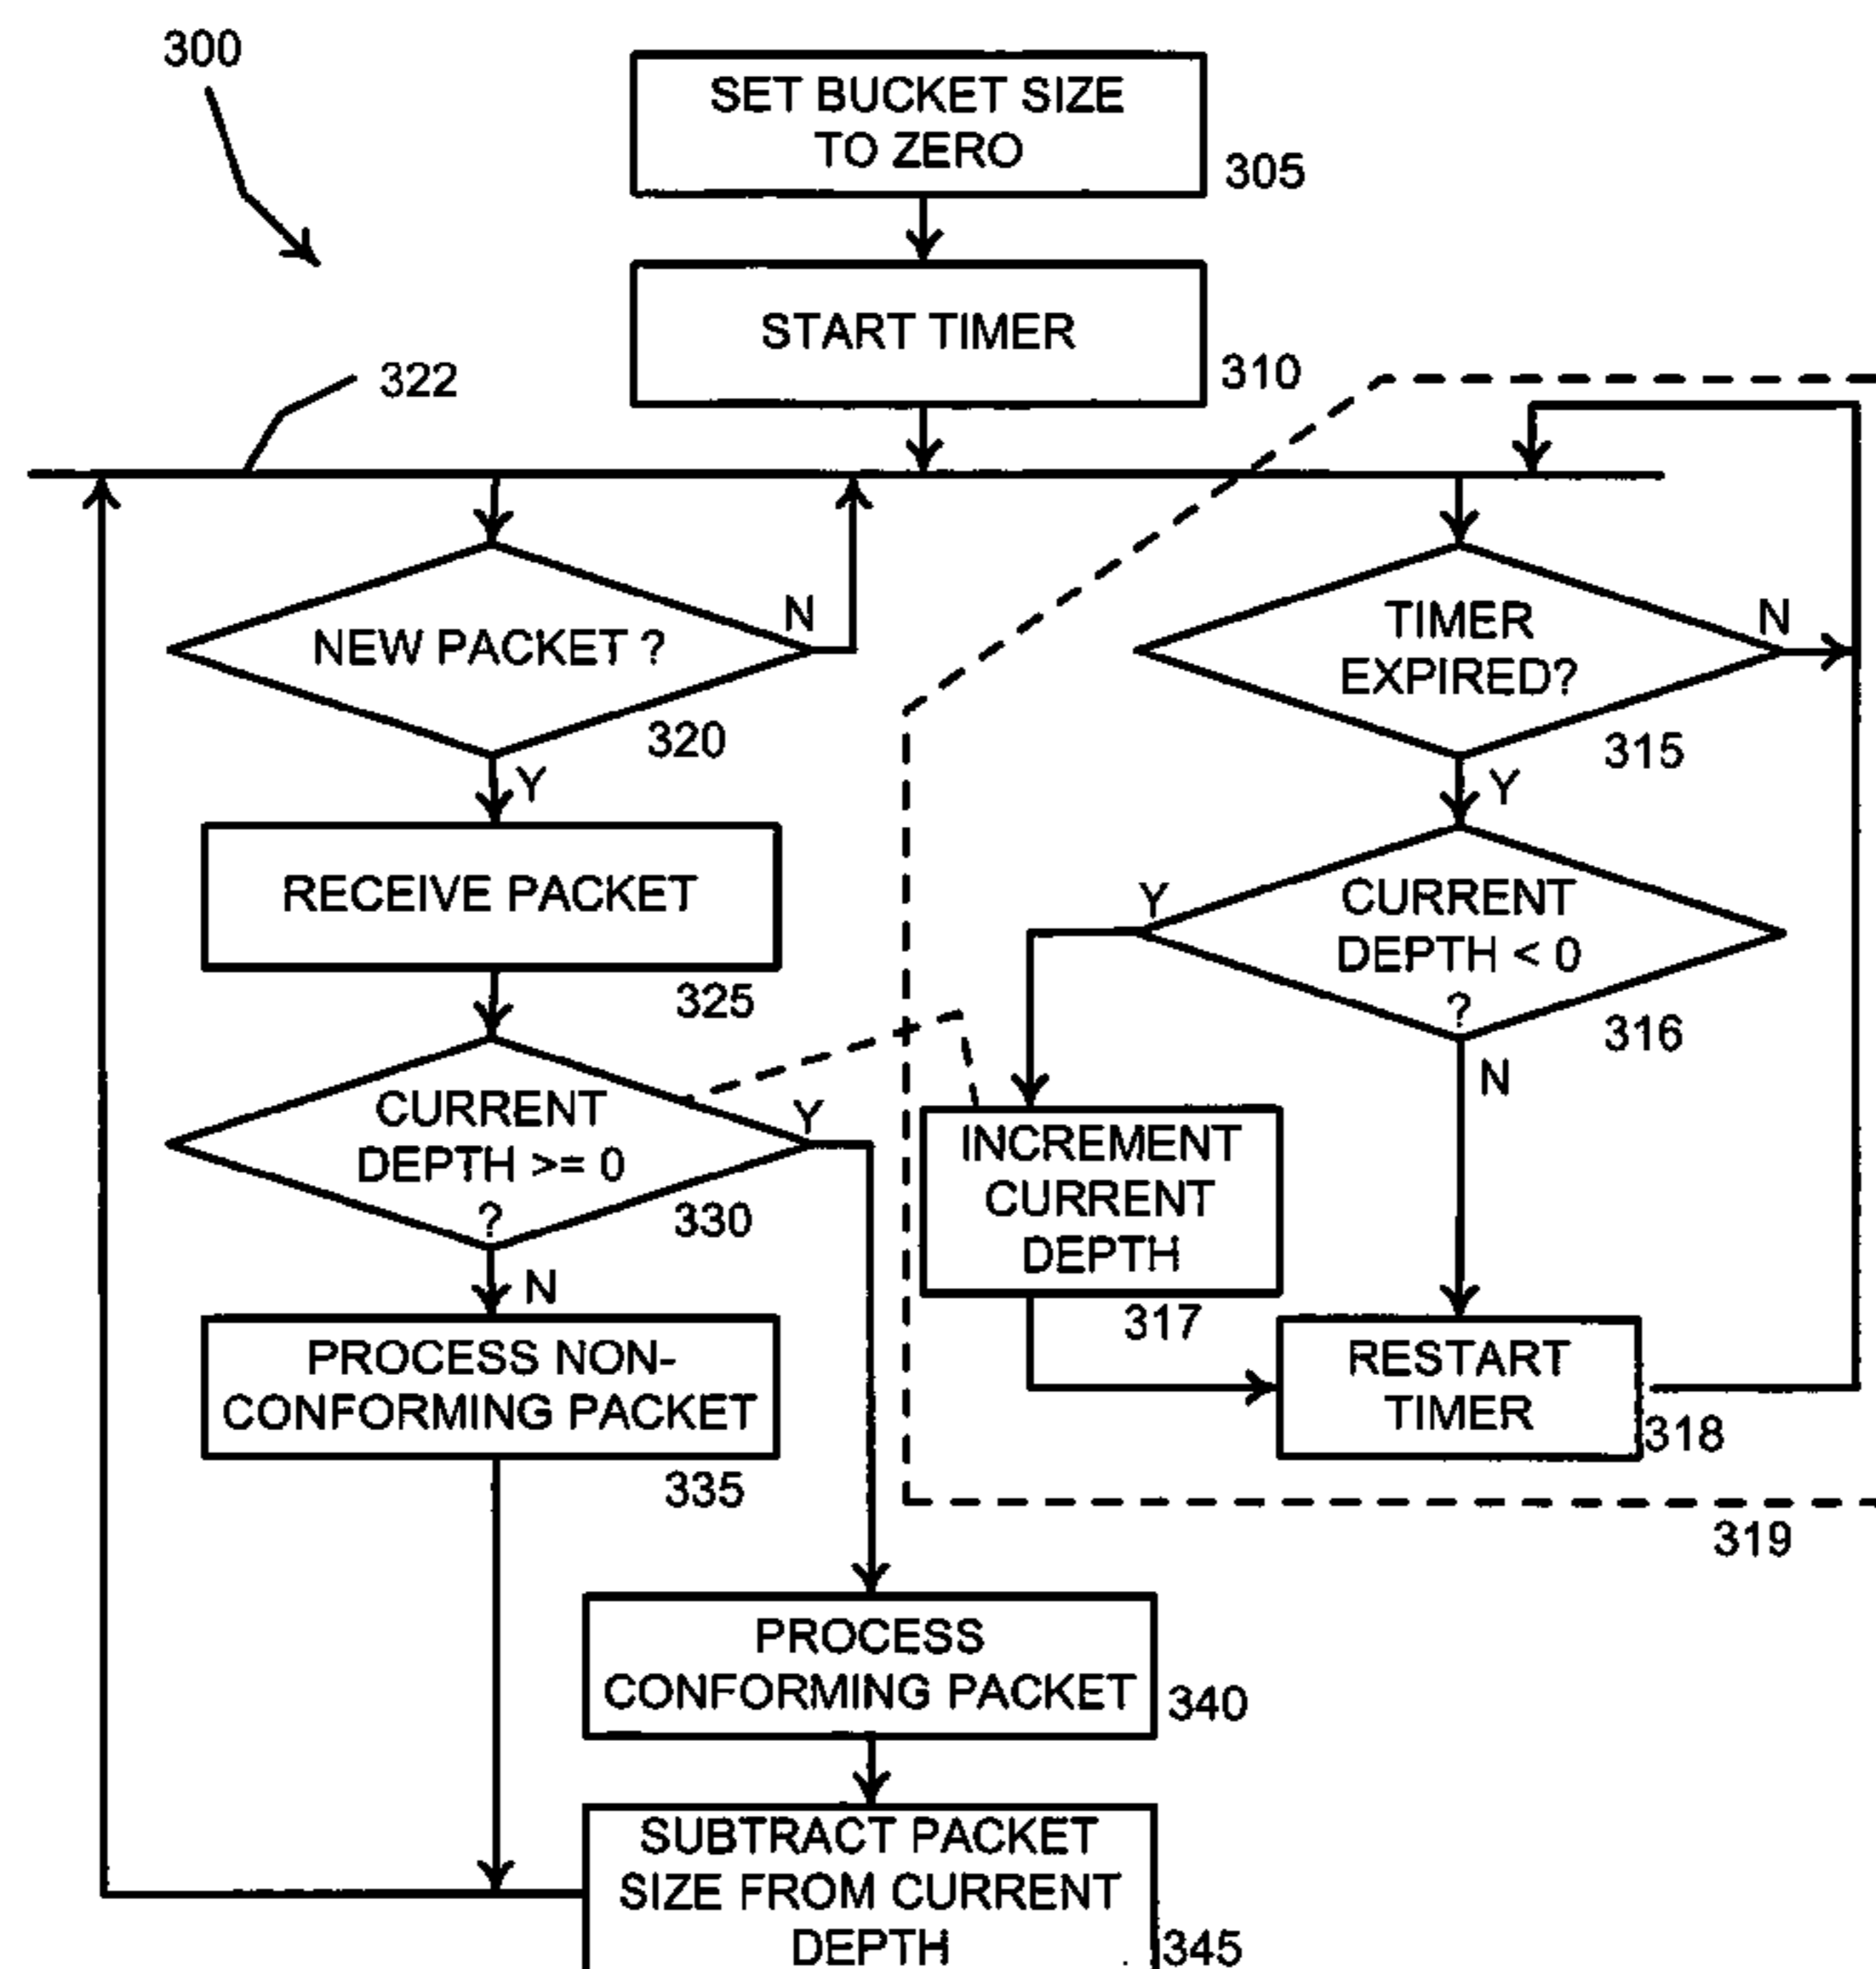 300
SET BUCKET SIZE
TO ZERO
305
START TIMER
310
322
NEW PACKET ?
N
320
Y
TIMER
EXPIRED?
N
315
Y
RECEIVE PACKET
325
CURRENT
DEPTH < 0
?
Y
316
N
CURRENT
DEPTH >= 0
?
Y
330
N
INCREMENT
CURRENT
DEPTH
317
PROCESS NON-
CONFORMING PACKET
335
RESTART
TIMER
318
319
PROCESS
CONFORMING PACKET
340
SUBTRACT PACKET
SIZE FROM CURRENT
DEPTH
345